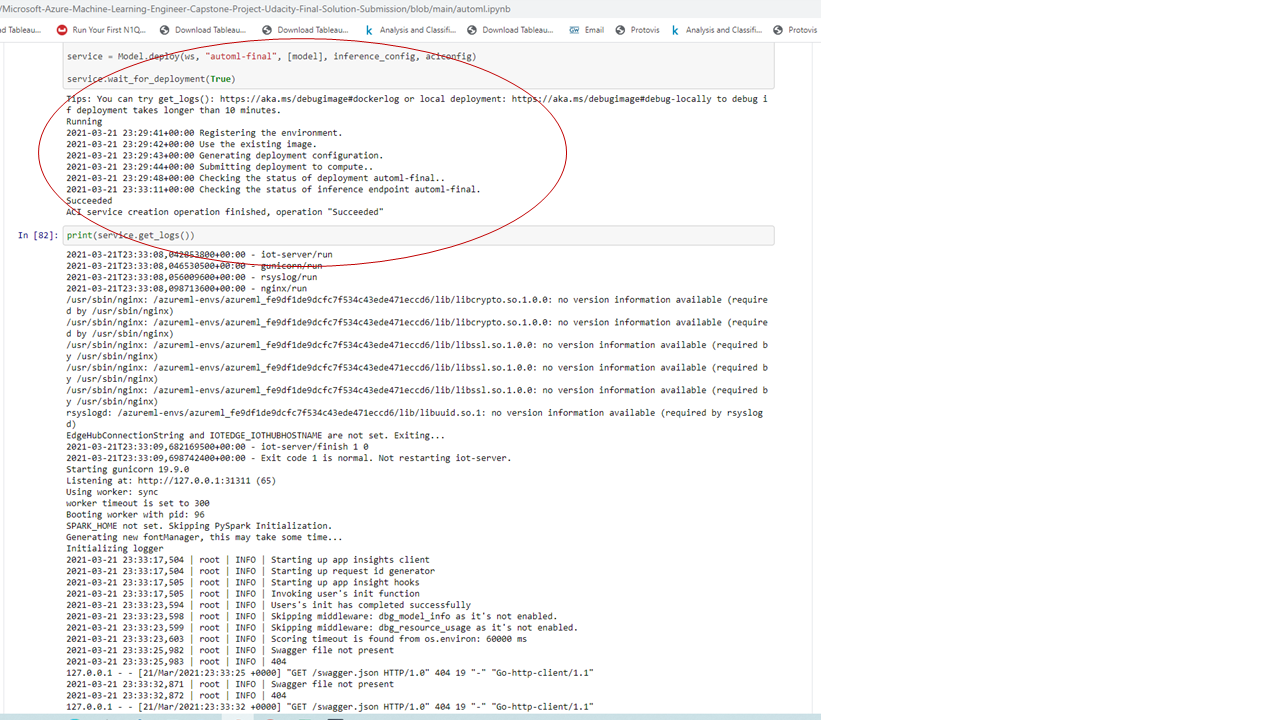 /Microsoft-Azure-Machine-Learning-Engineer-Capstone-Project-Udacity-Final-Solution-Submission/blob/main/automl.ipynb
d Tableau... Run Your First N1Q... Download Tableau... Download Tableau... Analysis and Classifi... Download Tableau... Email Protovis Analysis and Classifi... Protovis
service = Model.deploy(ws, "automl-final", [model], inference_config, aciconfig)
service.wait_for_deployment(True)
Tips: You can try get_logs(): https://aka.ms/debugimage#dockerlog or local deployment: https://aka.ms/debugimage#debug-locally to debug i
f deployment takes longer than 10 minutes.
Running
2021-03-21 23:29:41+00:00 Registering the environment.
2021-03-21 23:29:42+00:00 Use the existing image.
2021-03-21 23:29:43+00:00 Generating deployment configuration.
2021-03-21 23:29:44+00:00 Submitting deployment to compute..
2021-03-21 23:29:48+00:00 Checking the status of deployment automl-final..
2021-03-21 23:33:11+00:00 Checking the status of inference endpoint automl-final.
Succeeded
ACI service creation operation finished, operation "Succeeded"
In [82]: print(service.get_logs())
2021-03-21T23:33:08,042853800+00:00 - iot-server/run
2021-03-21T23:33:08,046530500+00:00 - gunicorn/run
2021-03-21T23:33:08,056009600+00:00 - rsyslog/run
2021-03-21T23:33:08,098713600+00:00 - nginx/run
/usr/sbin/nginx: /azureml-envs/azureml_fe9df1de9dcfc7f534c43ede471eccd6/lib/libcrypto.so.1.0.0: no version information available (require
d by /usr/sbin/nginx)
/usr/sbin/nginx: /azureml-envs/azureml_fe9df1de9dcfc7f534c43ede471eccd6/lib/libcrypto.so.1.0.0: no version information available (require
d by /usr/sbin/nginx)
/usr/sbin/nginx: /azureml-envs/azureml_fe9df1de9dcfc7f534c43ede471eccd6/lib/libssl.so.1.0.0: no version information available (required b
y /usr/sbin/nginx)
/usr/sbin/nginx: /azureml-envs/azureml_fe9df1de9dcfc7f534c43ede471eccd6/lib/libssl.so.1.0.0: no version information available (required b
y /usr/sbin/nginx)
/usr/sbin/nginx: /azureml-envs/azureml_fe9df1de9dcfc7f534c43ede471eccd6/lib/libssl.so.1.0.0: no version information available (required b
y /usr/sbin/nginx)
rsyslogd: /azureml-envs/azureml_fe9df1de9dcfc7f534c43ede471eccd6/lib/libuuid.so.1: no version information available (required by rsyslog
d)
EdgeHubConnectionString and IOTEDGE_IOTHUBHOSTNAME are not set. Exiting...
2021-03-21T23:33:09,682169500+00:00 - iot-server/finish 1 0
2021-03-21T23:33:09,698742400+00:00 - Exit code 1 is normal. Not restarting iot-server.
Starting gunicorn 19.9.0
Listening at: http://127.0.0.1:31311 (65)
Using worker: sync
worker timeout is set to 300
Booting worker with pid: 96
SPARK_HOME not set. Skipping PySpark Initialization.
Generating new fontManager, this may take some time...
Initializing logger
2021-03-21 23:33:17,504 | root | INFO | Starting up app insights client
2021-03-21 23:33:17,504 | root | INFO | Starting up request id generator
2021-03-21 23:33:17,505 | root | INFO | Starting up app insight hooks
2021-03-21 23:33:17,505 | root | INFO | Invoking user's init function
2021-03-21 23:33:23,594 | root | INFO | Users's init has completed successfully
2021-03-21 23:33:23,598 | root | INFO | Skipping middleware: dbg_model_info as it's not enabled.
2021-03-21 23:33:23,599 | root | INFO | Skipping middleware: dbg_resource_usage as it's not enabled.
2021-03-21 23:33:23,603 | root | INFO | Scoring timeout is found from os.environ: 60000 ms
2021-03-21 23:33:25,982 | root | INFO | Swagger file not present
2021-03-21 23:33:25,983 | root | INFO | 404
127.0.0.1 - - [21/Mar/2021:23:33:25 +0000] "GET /swagger.json HTTP/1.0" 404 19 "-" "Go-http-client/1.1"
2021-03-21 23:33:32,871 | root | INFO | Swagger file not present
2021-03-21 23:33:32,872 | root | INFO | 404
127.0.0.1 - - [21/Mar/2021:23:33:32 +0000] "GET /swagger.json HTTP/1.0" 404 19 "-" "Go-http-client/1.1"